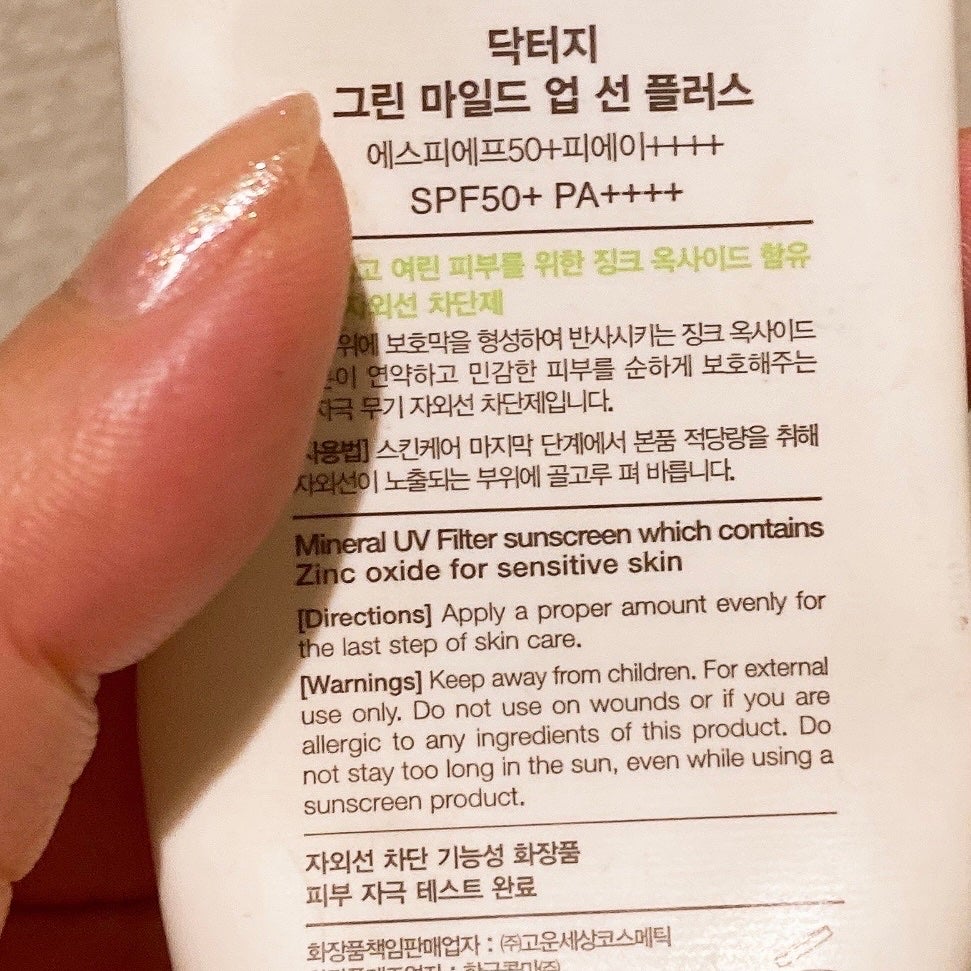 닥터지
그린 마일드 업 선 플러스
에스피에프50+피에이++++
SPF50+ PA++++
여린 피부를 위한 징크 옥사이드 함유
차단제
위에 보호막을 형성하여 반사시키는 징크 옥사이드
연약하고 민감한 피부를 순하게 보호해주는
무기 자외선 차단제입니다.
스킨케어 마지막 단계에서 본품 적당량을 취해
자외선이 노출되는 부위에 골고루 펴 바릅니다.
Mineral UV Filter sunscreen which contains
Zinc oxide for sensitive skin
[Directions] Apply a proper amount evenly for
the last step of skin care.
[Warnings] Keep away from children. For external
use only. Do not use on wounds or if you are
allergic to any ingredients of this product. Do
not stay too long in the sun, even while using a
sunscreen product.
자외선 차단 기능성 화장품
피부 자극 테스트 완료
화장품책임판매업자 : ㈜고운세상코스메틱